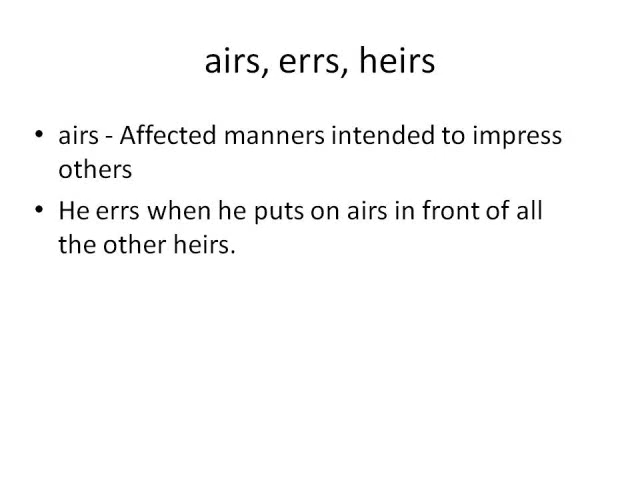 airs, errs, heirs
• airs - Affected manners intended to impress
others
• He errs when he puts on airs in front of all
the other heirs.